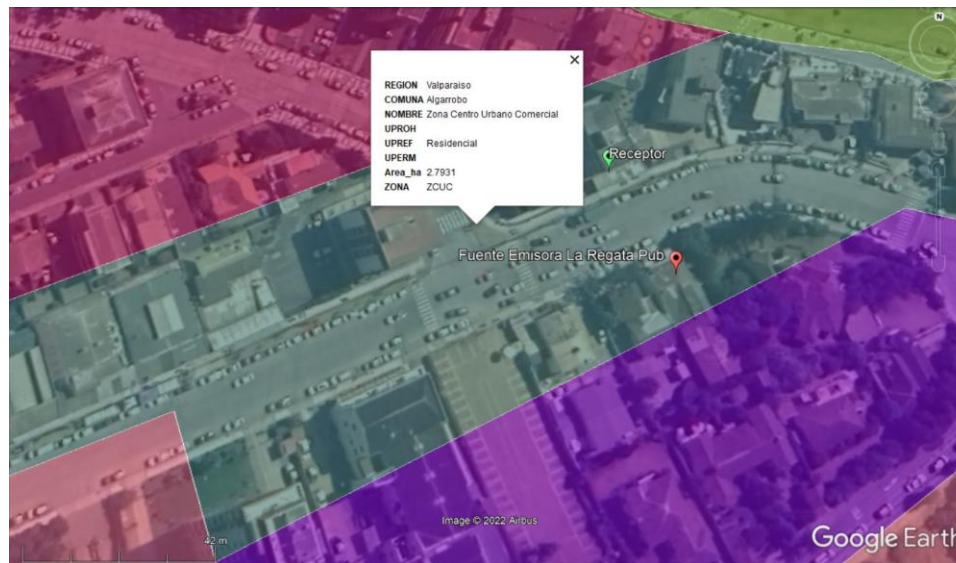 N
REGION Valparaiso
COMUNA Algarrobo
NOMBRE Zona Centro Urbano Comercial
UPROH
UPREF Residencial
UPERM
Area_ha 2.7931
ZONA ZCUC
Receptor
Fuente Emisora La Regata Pub
Image © 2022 Airbus
42 m
Google Earth